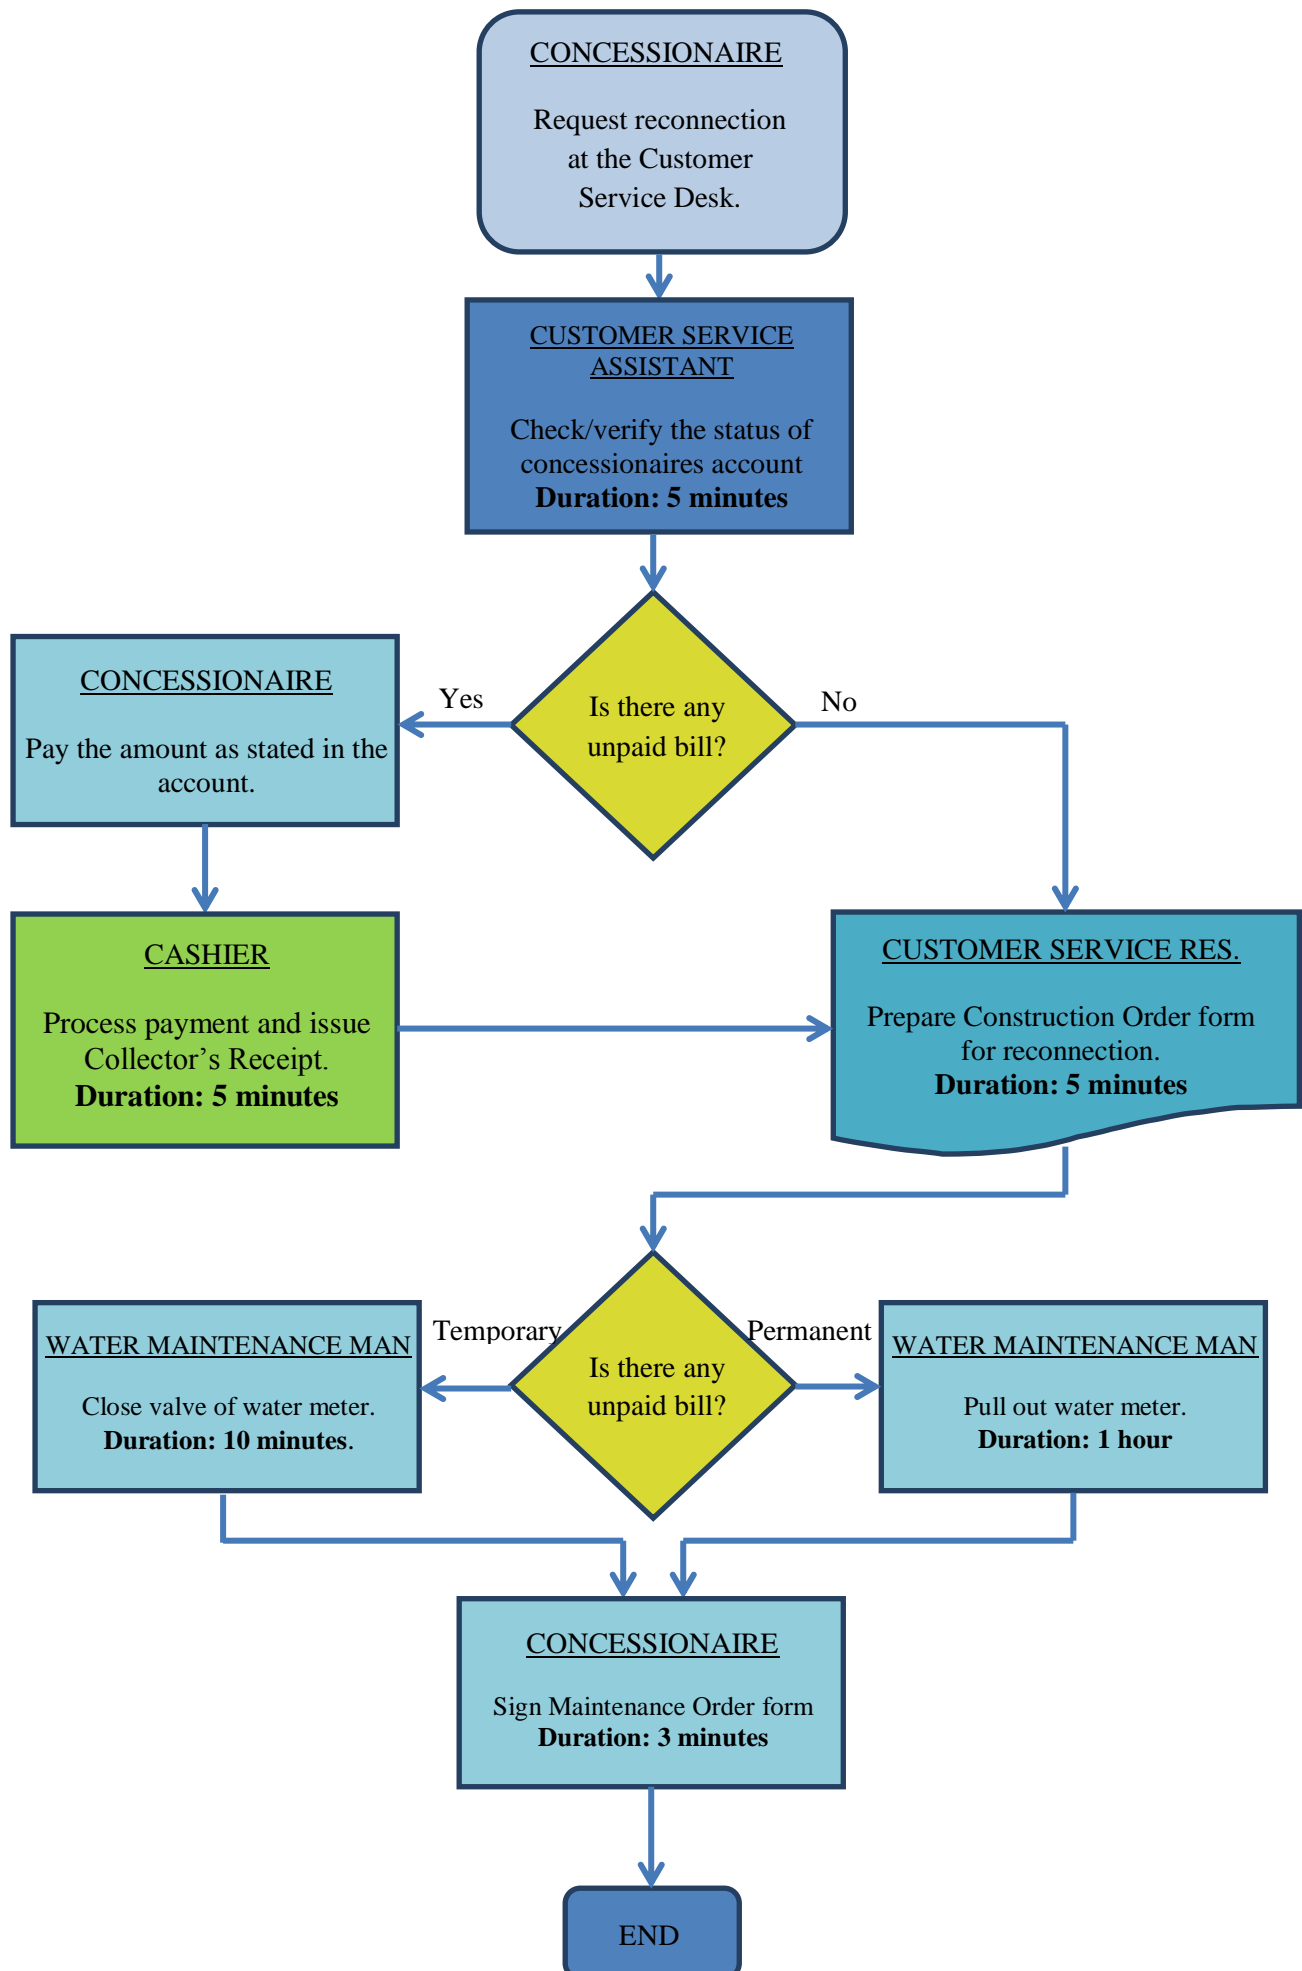 CONCESSIONAIRE
Request reconnection
at the Customer
Service Desk.
CUSTOMER SERVICE
ASSISTANT
Check/verify the status of
concessionaires account
Duration: 5 minutes
Is there any
unpaid bill?
Yes
No
CONCESSIONAIRE
Pay the amount as stated in the
account.
CASHIER
Process payment and issue
Collector’s Receipt.
Duration: 5 minutes
CUSTOMER SERVICE RES.
Prepare Construction Order form
for reconnection.
Duration: 5 minutes
Is there any
unpaid bill?
Temporary
Permanent
WATER MAINTENANCE MAN
Close valve of water meter.
Duration: 10 minutes.
WATER MAINTENANCE MAN
Pull out water meter.
Duration: 1 hour
CONCESSIONAIRE
Sign Maintenance Order form
Duration: 3 minutes
END